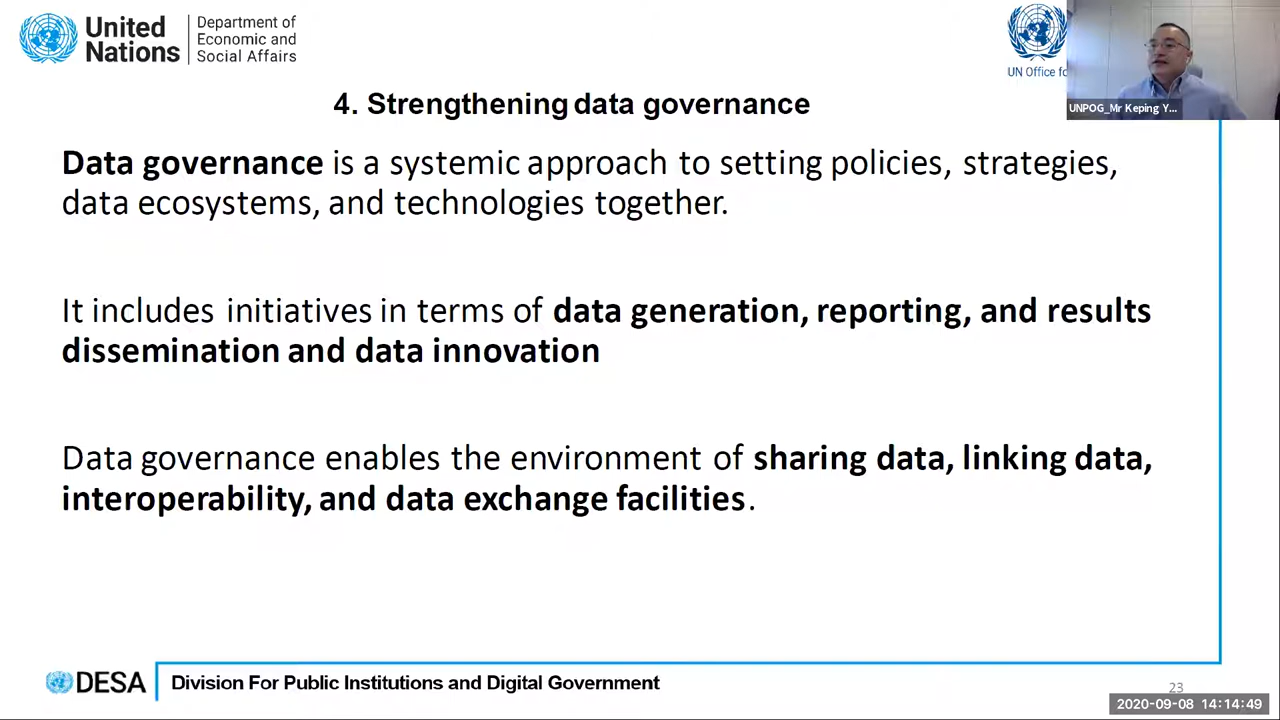 United
Nations
Department of
Economic and
Social Affairs
UN Office fo
UNPOG_Mr Keping Y...
4. Strengthening data governance
Data governance is a systemic approach to setting policies, strategies,
data ecosystems, and technologies together.
It includes initiatives in terms of data generation, reporting, and results
dissemination and data innovation
Data governance enables the environment of sharing data, linking data,
interoperability, and data exchange facilities.
DESA
Division For Public Institutions and Digital Government
23
2020-09-08 14:14:49